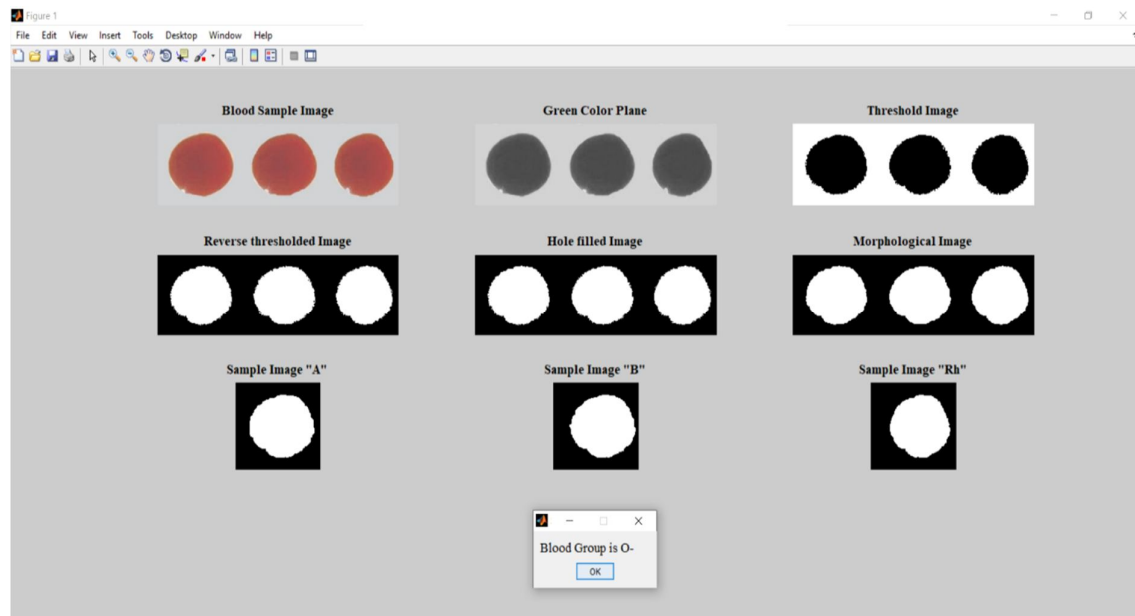 Figure 1
File Edit View Insert Tools Desktop Window Help
Blood Sample Image Green Color Plane Threshold Image
Reverse thresholded Image Hole filled Image Morphological Image
Sample Image "A" Sample Image "B" Sample Image "Rh"
Blood Group is O-
OK